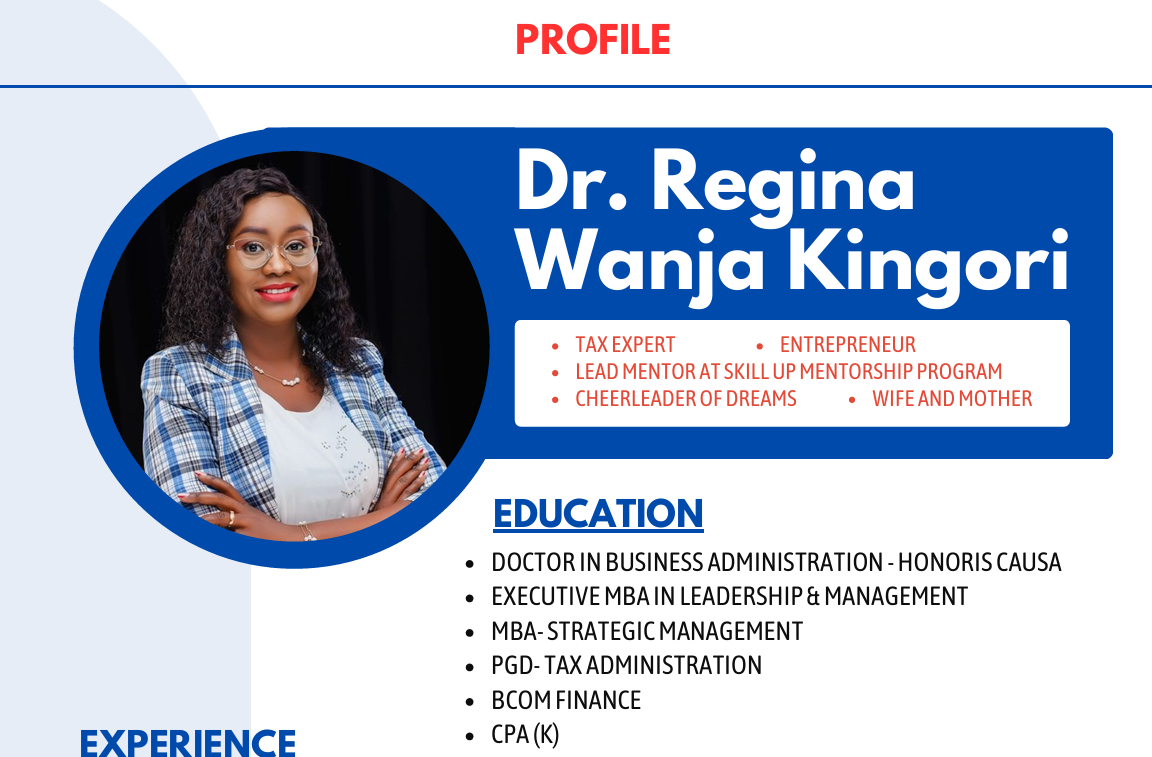 PROFILE
Dr. Regina
Wanja Kingori
• TAX EXPERT • ENTREPRENEUR
• LEAD MENTOR AT SKILL UP MENTORSHIP PROGRAM
• CHEERLEADER OF DREAMS • WIFE AND MOTHER
EDUCATION
• DOCTOR IN BUSINESS ADMINISTRATION - HONORIS CAUSA
• EXECUTIVE MBA IN LEADERSHIP & MANAGEMENT
• MBA- STRATEGIC MANAGEMENT
• PGD- TAX ADMINISTRATION
• BCOM FINANCE
• CPA (K)
EXPERIENCE